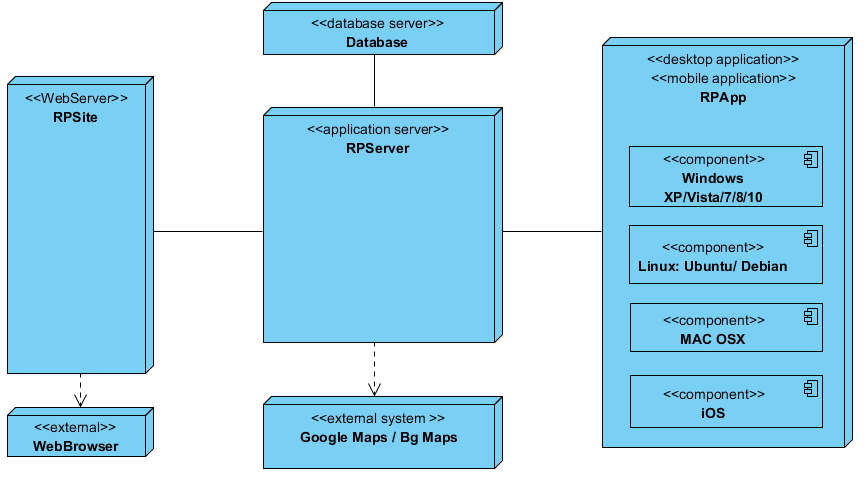 <<database server>>
Database
<<WebServer>>
RPSite
<<application server>>
RPServer
<<desktop application>>
<<mobile application>>
RPApp
<<component>>
Windows
XP/Vista/7/8/10
<<component>>
Linux: Ubuntu/ Debian
<<component>>
MAC OSX
<<component>>
iOS
<<external>>
WebBrowser
<<external system >>
Google Maps / Bg Maps